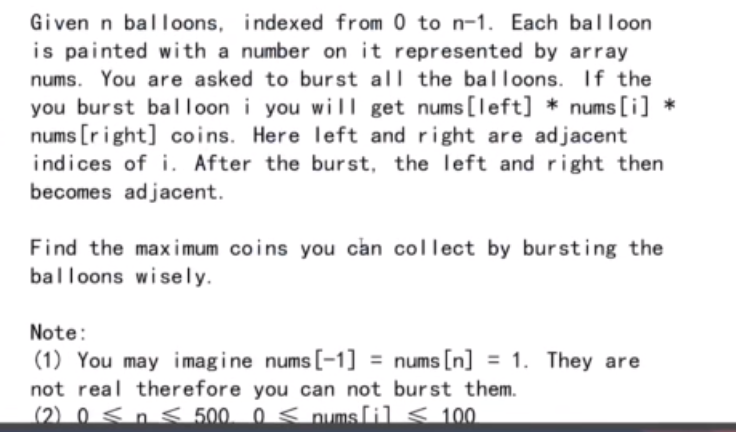 Given n balloons, indexed from 0 to n-1. Each balloon
is painted with a number on it represented by array
nums. You are asked to burst all the balloons. If the
you burst balloon i you will get nums[left] * nums[i] *
nums[right] coins. Here left and right are adjacent
indices of i. After the burst, the left and right then
becomes adjacent.
Find the maximum coins you can collect by bursting the
balloons wisely.
Note:
(1) You may imagine nums[-1] = nums[n] = 1. They are
not real therefore you can not burst them.
(2) 0 ≤ n ≤ 500, 0 ≤ nums[i] ≤ 100